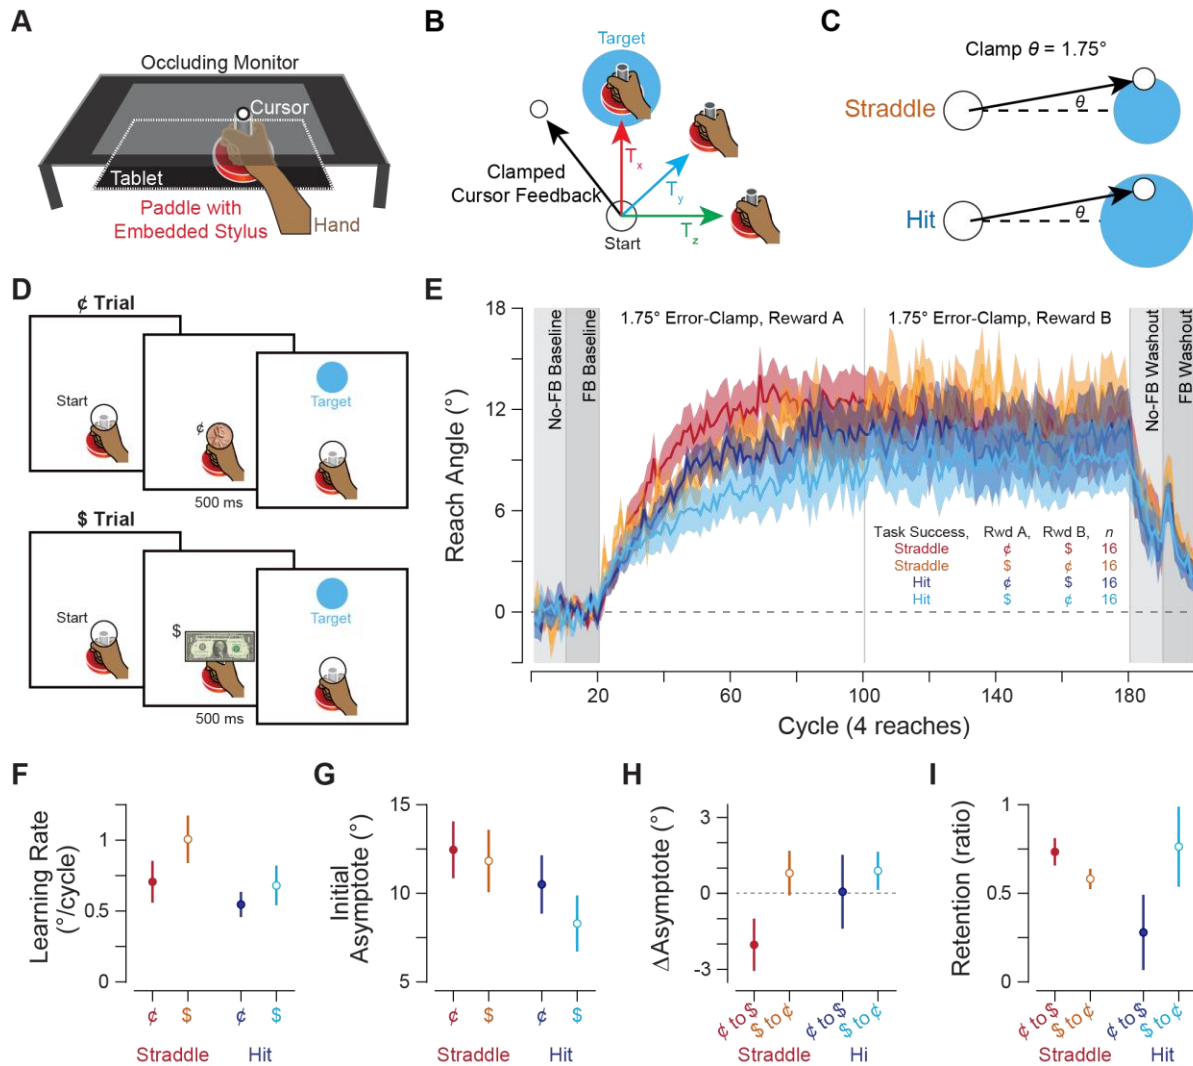 A
Occluding Monitor
Cursor
Tablet
Paddle with
Embedded Stylus
Hand
B
Target
Clamped
Cursor Feedback
Tx
Ty
Tz
Start
C
Clamp θ = 1.75°
Straddle
θ
Hit
θ
D
¢ Trial
Start
¢
Target
500 ms
$ Trial
Start
$
Target
500 ms
E
Reach Angle (°)
18
12
6
0
No-FB Baseline
FB Baseline
1.75° Error-Clamp, Reward A
1.75° Error-Clamp, Reward B
No-FB Washout
FB Washout
Task Success, Rwd A, Rwd B, n
Straddle ¢ $ 16
Straddle $ ¢ 16
Hit ¢ $ 16
Hit $ ¢ 16
20 60 100 140 180
Cycle (4 reaches)
F
Learning Rate
(°/cycle)
1
0.5
0
¢ $ ¢ $
Straddle Hit
G
Initial
Asymptote (°)
15
10
5
¢ $ ¢ $
Straddle Hit
H
ΔAsymptote (°)
3
0
-3
¢ to $ $ to ¢ ¢ to $ $ to ¢
Straddle Hi
I
Retention (ratio)
1
0.5
0
¢ to $ $ to ¢ ¢ to $ $ to ¢
Straddle Hit